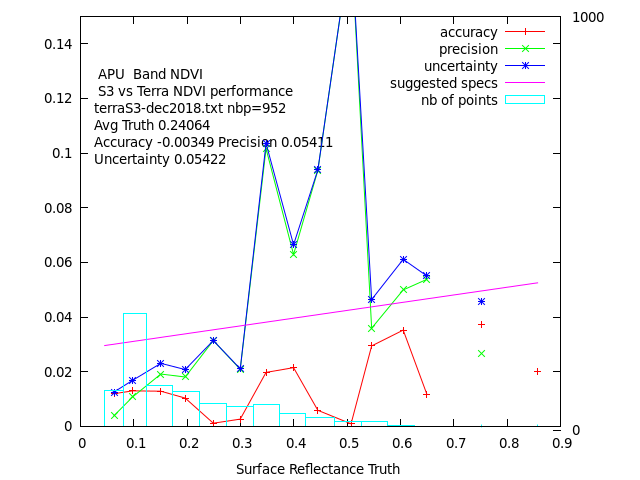 0.14
0.12
0.1
0.08
0.06
0.04
0.02
0
1000
0
accuracy
precision
uncertainty
suggested specs
nb of points
APU Band NDVI
S3 vs Terra NDVI performance
terraS3-dec2018.txt nbp=952
Avg Truth 0.24064
Accuracy -0.00349 Precision 0.05411
Uncertainty 0.05422
0 0.1 0.2 0.3 0.4 0.5 0.6 0.7 0.8 0.9
Surface Reflectance Truth